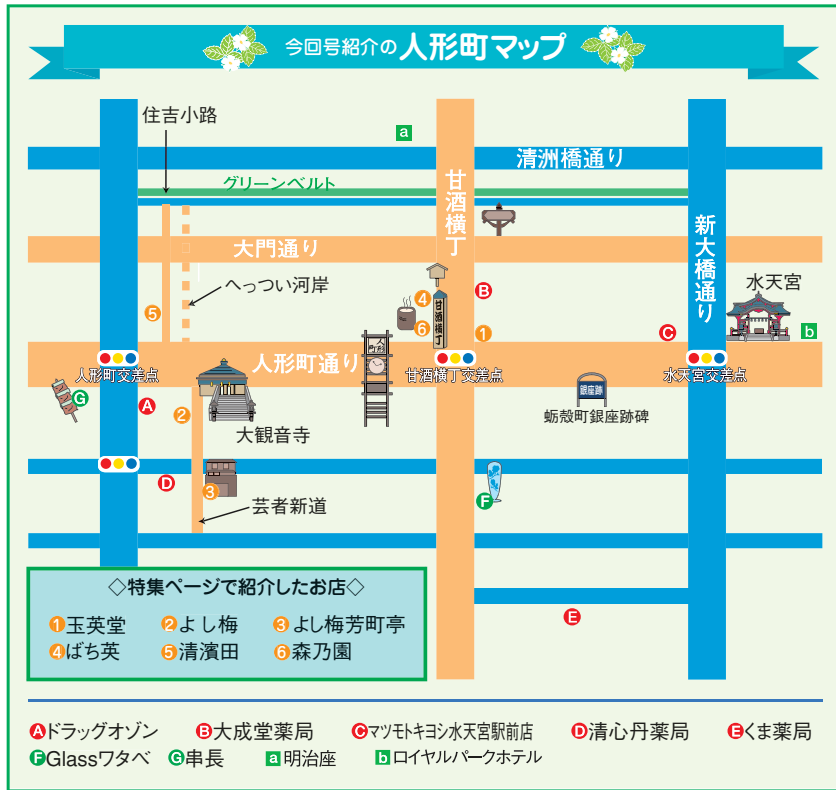 今回号紹介の人形町マップ
住吉小路
a
清洲橋通り
グリーンベルト
甘酒横丁
大門通り
新大橋通り
へっつい河岸
水天宮
B
4
甘酒横丁
5
6
1
C
b
人形町
人形町通り
人形町交差点
甘酒横丁交差点
水天宮交差点
銀座跡
G
A
2
蛎殻町銀座跡碑
大観音寺
D
3
F
芸者新道
◇特集ページで紹介したお店◇
1玉英堂 2よし梅 3よし梅芳町亭
4ばち英 5清濱田 6森乃園
E
Aドラッグオゾン B大成堂薬局 Cマツモトキヨシ水天宮駅前店 D清心丹薬局 Eくま薬局
FGlassワタベ G串長 a明治座 bロイヤルパークホテル